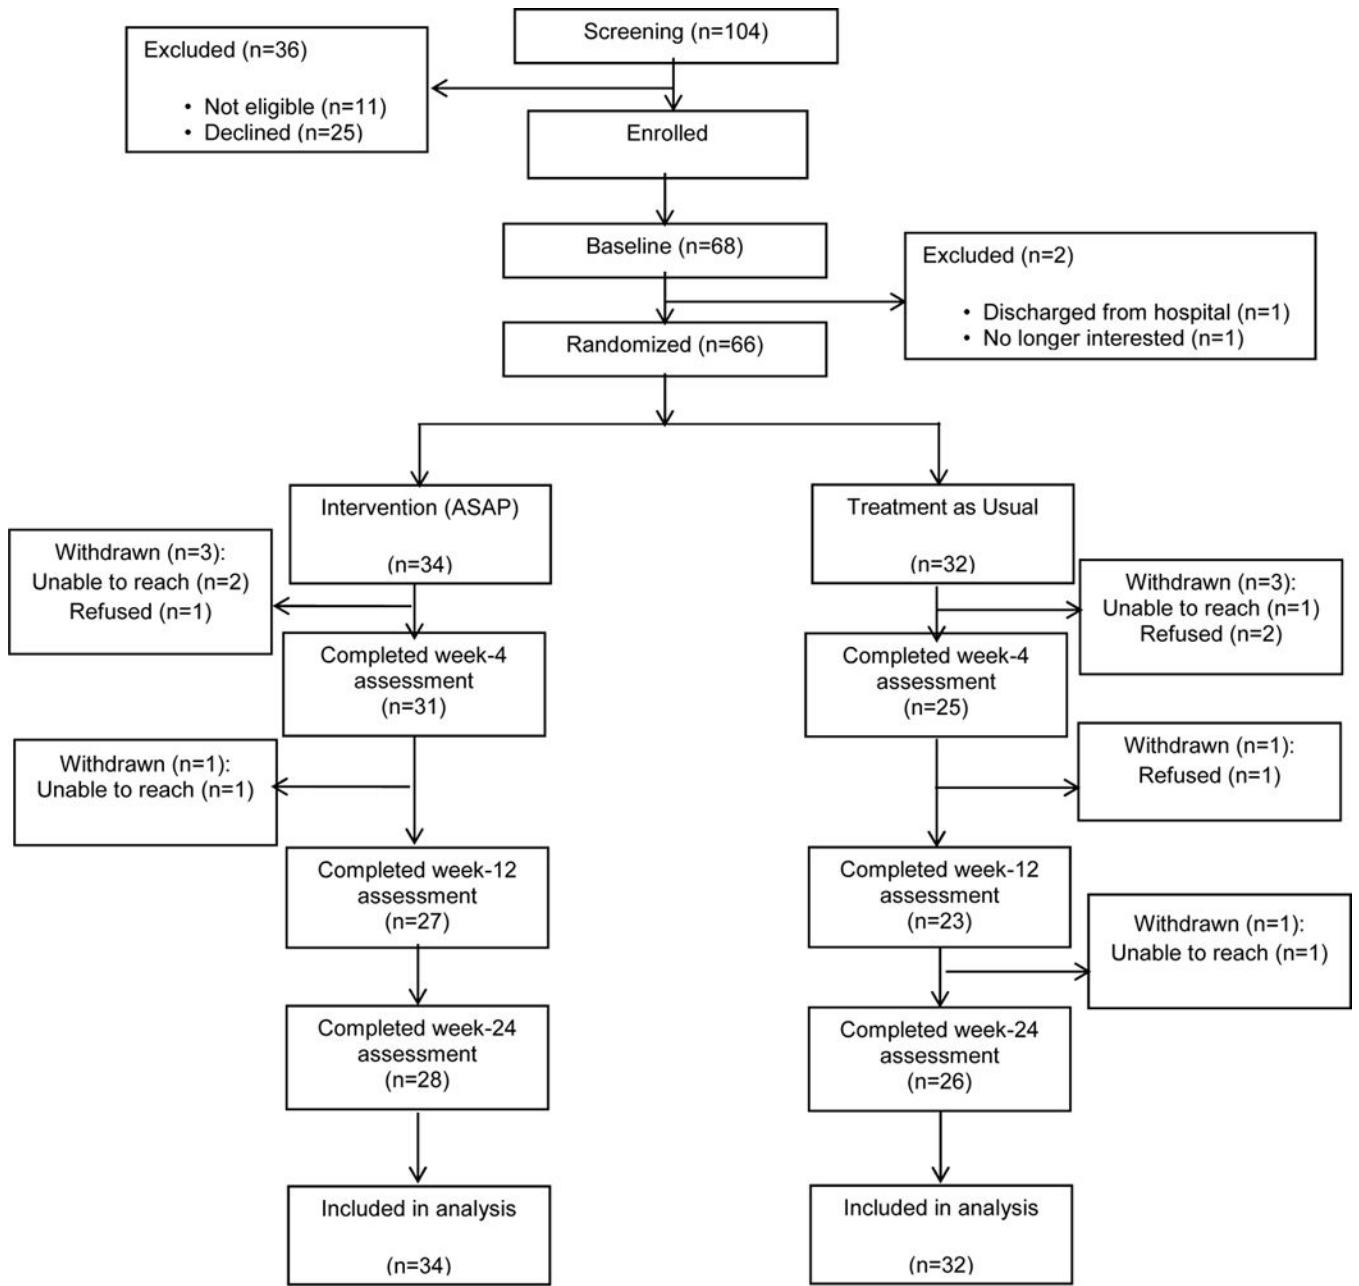 Screening (n=104)
Excluded (n=36)
• Not eligible (n=11)
• Declined (n=25)
Enrolled
Baseline (n=68)
Excluded (n=2)
• Discharged from hospital (n=1)
• No longer interested (n=1)
Randomized (n=66)
Intervention (ASAP)
(n=34)
Treatment as Usual
(n=32)
Withdrawn (n=3):
Unable to reach (n=2)
Refused (n=1)
Withdrawn (n=3):
Unable to reach (n=1)
Refused (n=2)
Completed week-4
assessment
(n=31)
Completed week-4
assessment
(n=25)
Withdrawn (n=1):
Unable to reach (n=1)
Withdrawn (n=1):
Refused (n=1)
Completed week-12
assessment
(n=27)
Completed week-12
assessment
(n=23)
Withdrawn (n=1):
Unable to reach (n=1)
Completed week-24
assessment
(n=28)
Completed week-24
assessment
(n=26)
Included in analysis
(n=34)
Included in analysis
(n=32)